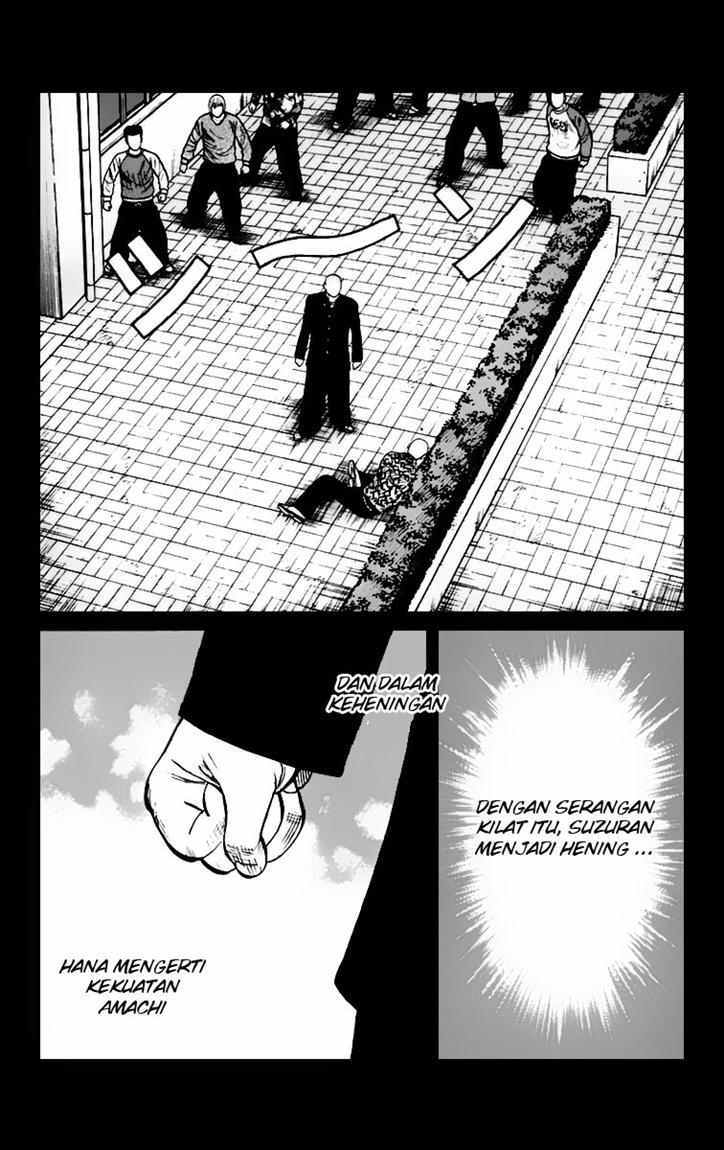 DENGAN SERANGAN
KILAT ITU, SUZURAN
MENJADI HENING ...
DAN DALAM
KEHENINGAN
HANA MENGERTI
KEKUATAN
AMACHI